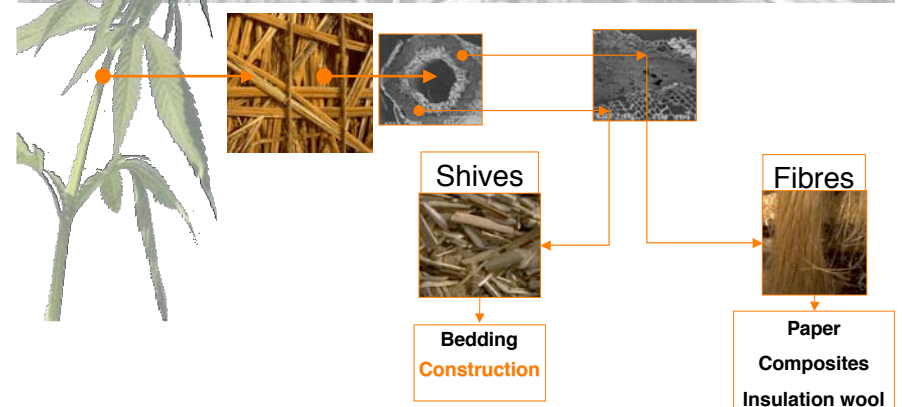 Shives
Fibres
Bedding
Construction
Paper
Composites
Insulation wool